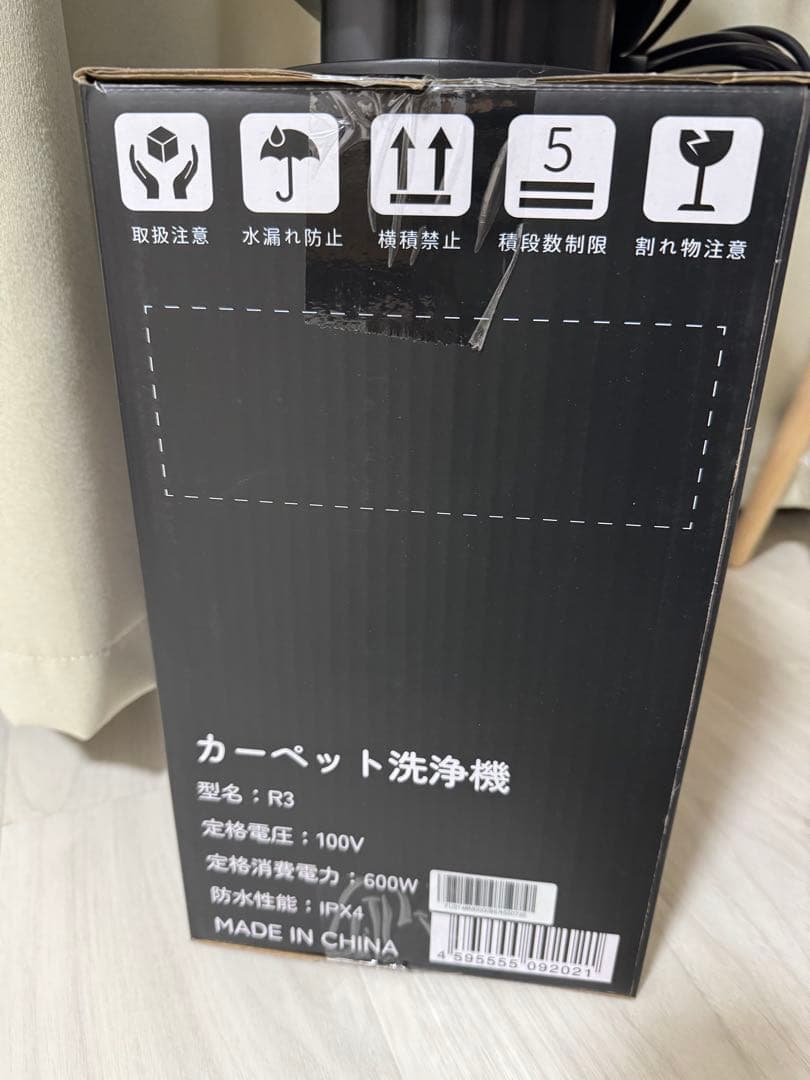 取扱注意
水漏れ防止
横積禁止
5
積段数制限
割れ物注意
カーペット洗浄機
型名：R3
定格電圧：100V
定格消費電力：600W
防水性能：IPX4
MADE IN CHINA
4 595555 092021